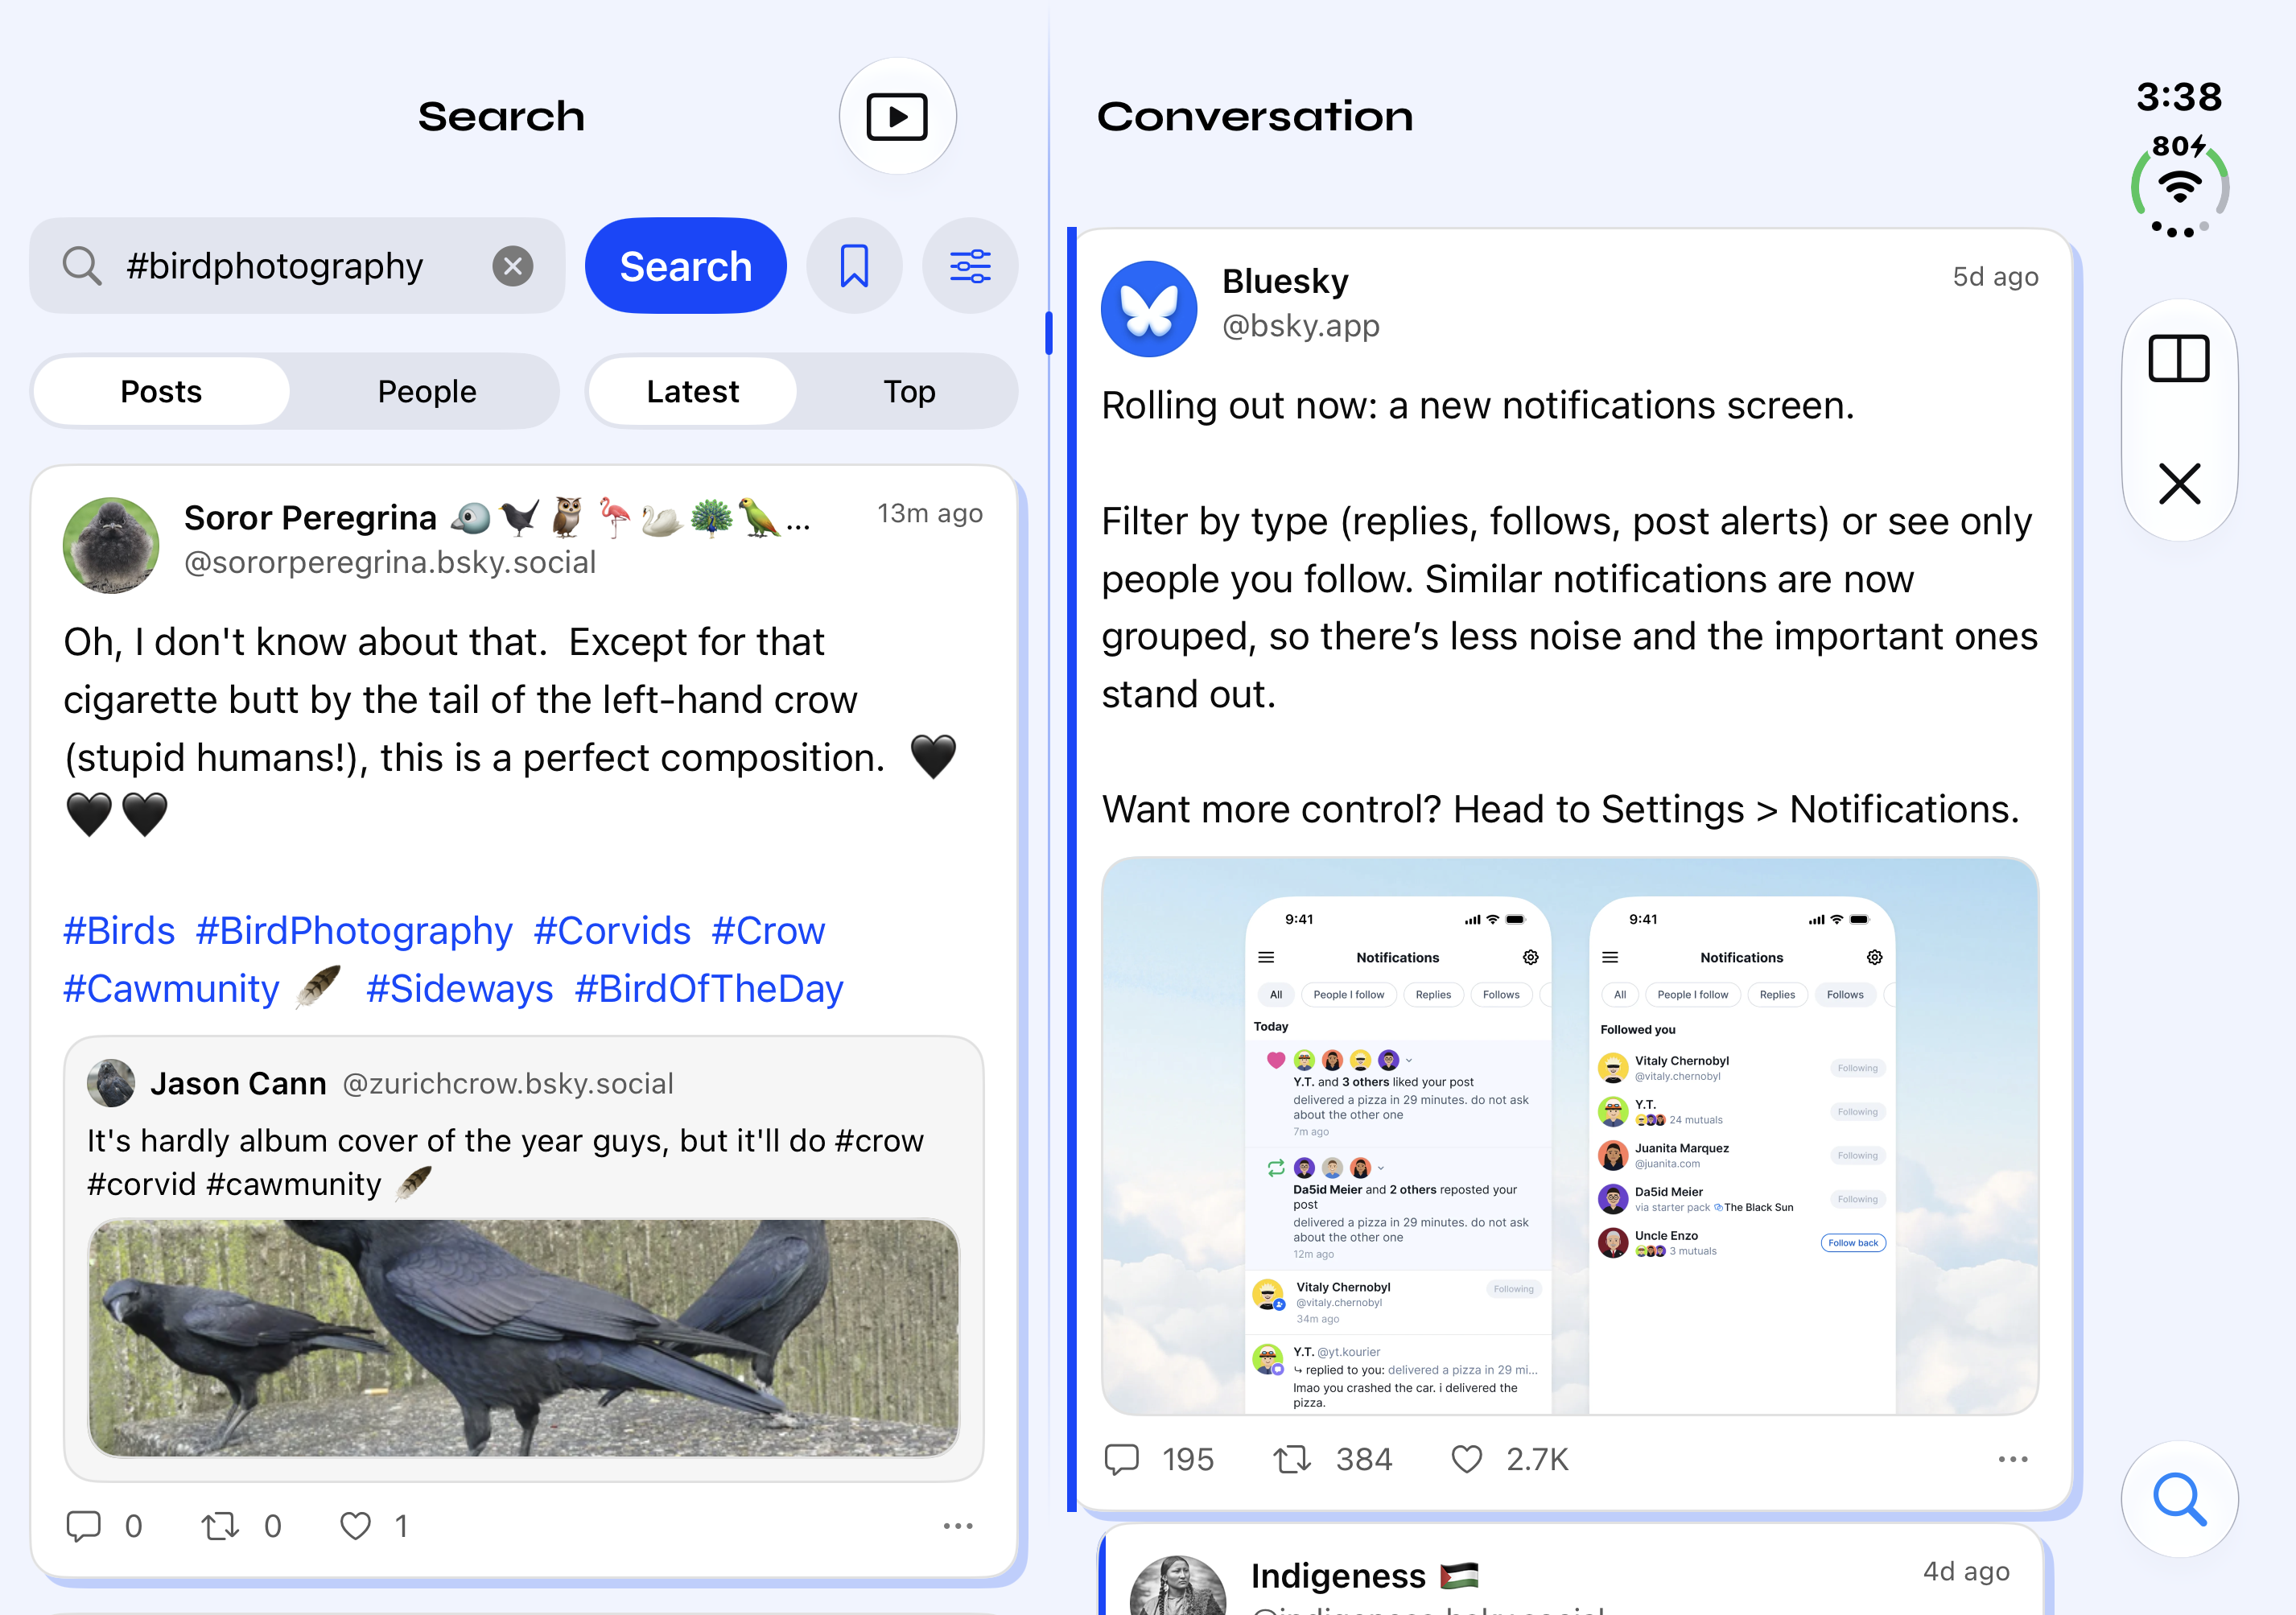 Search
#birdphotography
Search
Posts
People
Latest
Top
Soror Peregrina 🐦‍⬛🦉🦩🦢🦚🦜...
13m ago
@sororperegrina.bsky.social
Oh, I don't know about that.  Except for that
cigarette butt by the tail of the left-hand crow
(stupid humans!), this is a perfect composition.  🖤
🖤🖤
#Birds #BirdPhotography #Corvids #Crow
#Cawmunity 🪶 #Sideways #BirdOfTheDay
Jason Cann @zurichcrow.bsky.social
It's hardly album cover of the year guys, but it'll do #crow
#corvid #cawmunity 🪶
0
0
1
Conversation
Bluesky
5d ago
@bsky.app
Rolling out now: a new notifications screen.
Filter by type (replies, follows, post alerts) or see only
people you follow. Similar notifications are now
grouped, so there’s less noise and the important ones
stand out.
Want more control? Head to Settings > Notifications.
9:41
Notifications
All
People I follow
Replies
Follows
Today
Y.T. and 3 others liked your post
delivered a pizza in 29 minutes. do not ask
about the other one
7m ago
Da5id Meier and 2 others reposted your
post
delivered a pizza in 29 minutes. do not ask
about the other one
12m ago
Vitaly Chernobyl
Following
@vitaly.chernobyl
34m ago
Y.T. @yt.kourier
replied to you: delivered a pizza in 29 mi...
lmao you crashed the car. i delivered the
pizza.
9:41
Notifications
All
People I follow
Replies
Follows
Followed you
Vitaly Chernobyl
@vitaly.chernobyl
Following
Y.T.
24 mutuals
Following
Juanita Marquez
@juanita.com
Following
Da5id Meier
via starter pack The Black Sun
Following
Uncle Enzo
3 mutuals
Follow back
195
384
2.7K
Indigeness 🇵🇸
4d ago
3:38
80